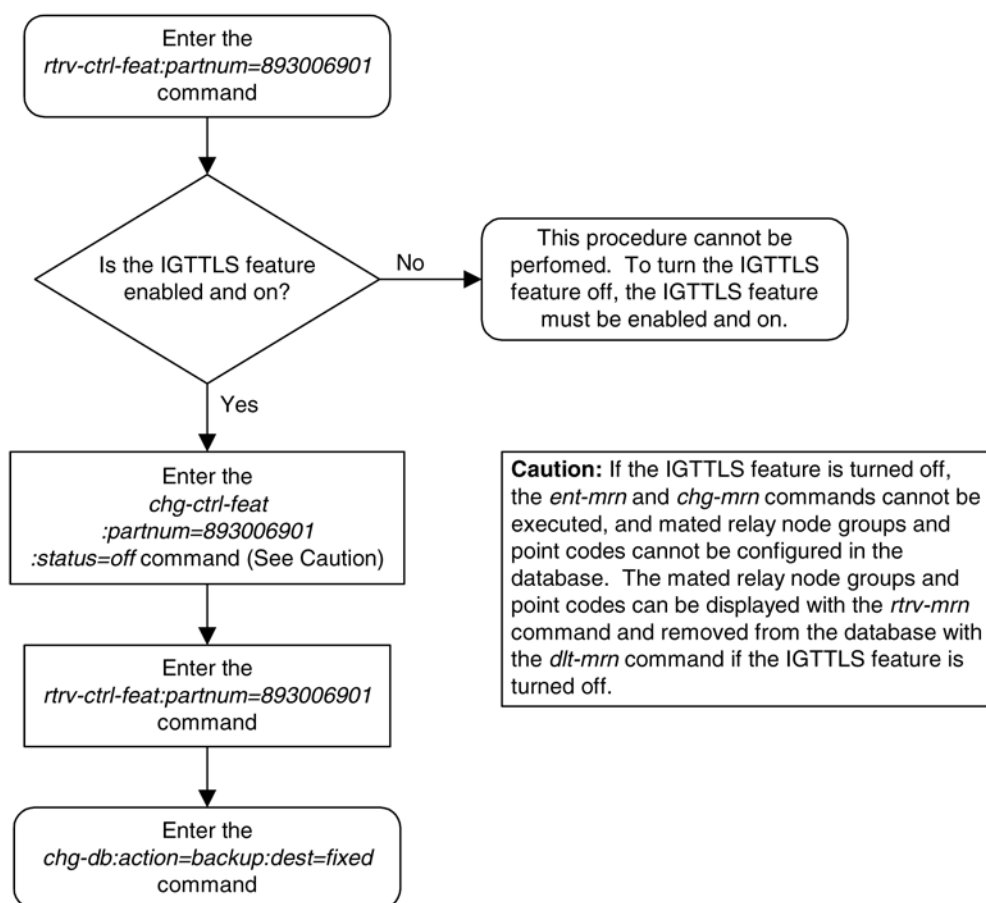 Enter the
rtrv-ctrl-feat:partnum=893006901
command
Is the IGTTLS feature
enabled and on?
No
This procedure cannot be
perfomed. To turn the IGTTLS
feature off, the IGTTLS feature
must be enabled and on.
Yes
Enter the
chg-ctrl-feat
:partnum=893006901
:status=off command (See Caution)
Caution: If the IGTTLS feature is turned off,
the ent-mrn and chg-mrn commands cannot be
executed, and mated relay node groups and
point codes cannot be configured in the
database. The mated relay node groups and
point codes can be displayed with the rtrv-mrn
command and removed from the database with
the dlt-mrn command if the IGTTLS feature is
turned off.
Enter the
rtrv-ctrl-feat:partnum=893006901
command
Enter the
chg-db:action=backup:dest=fixed
command